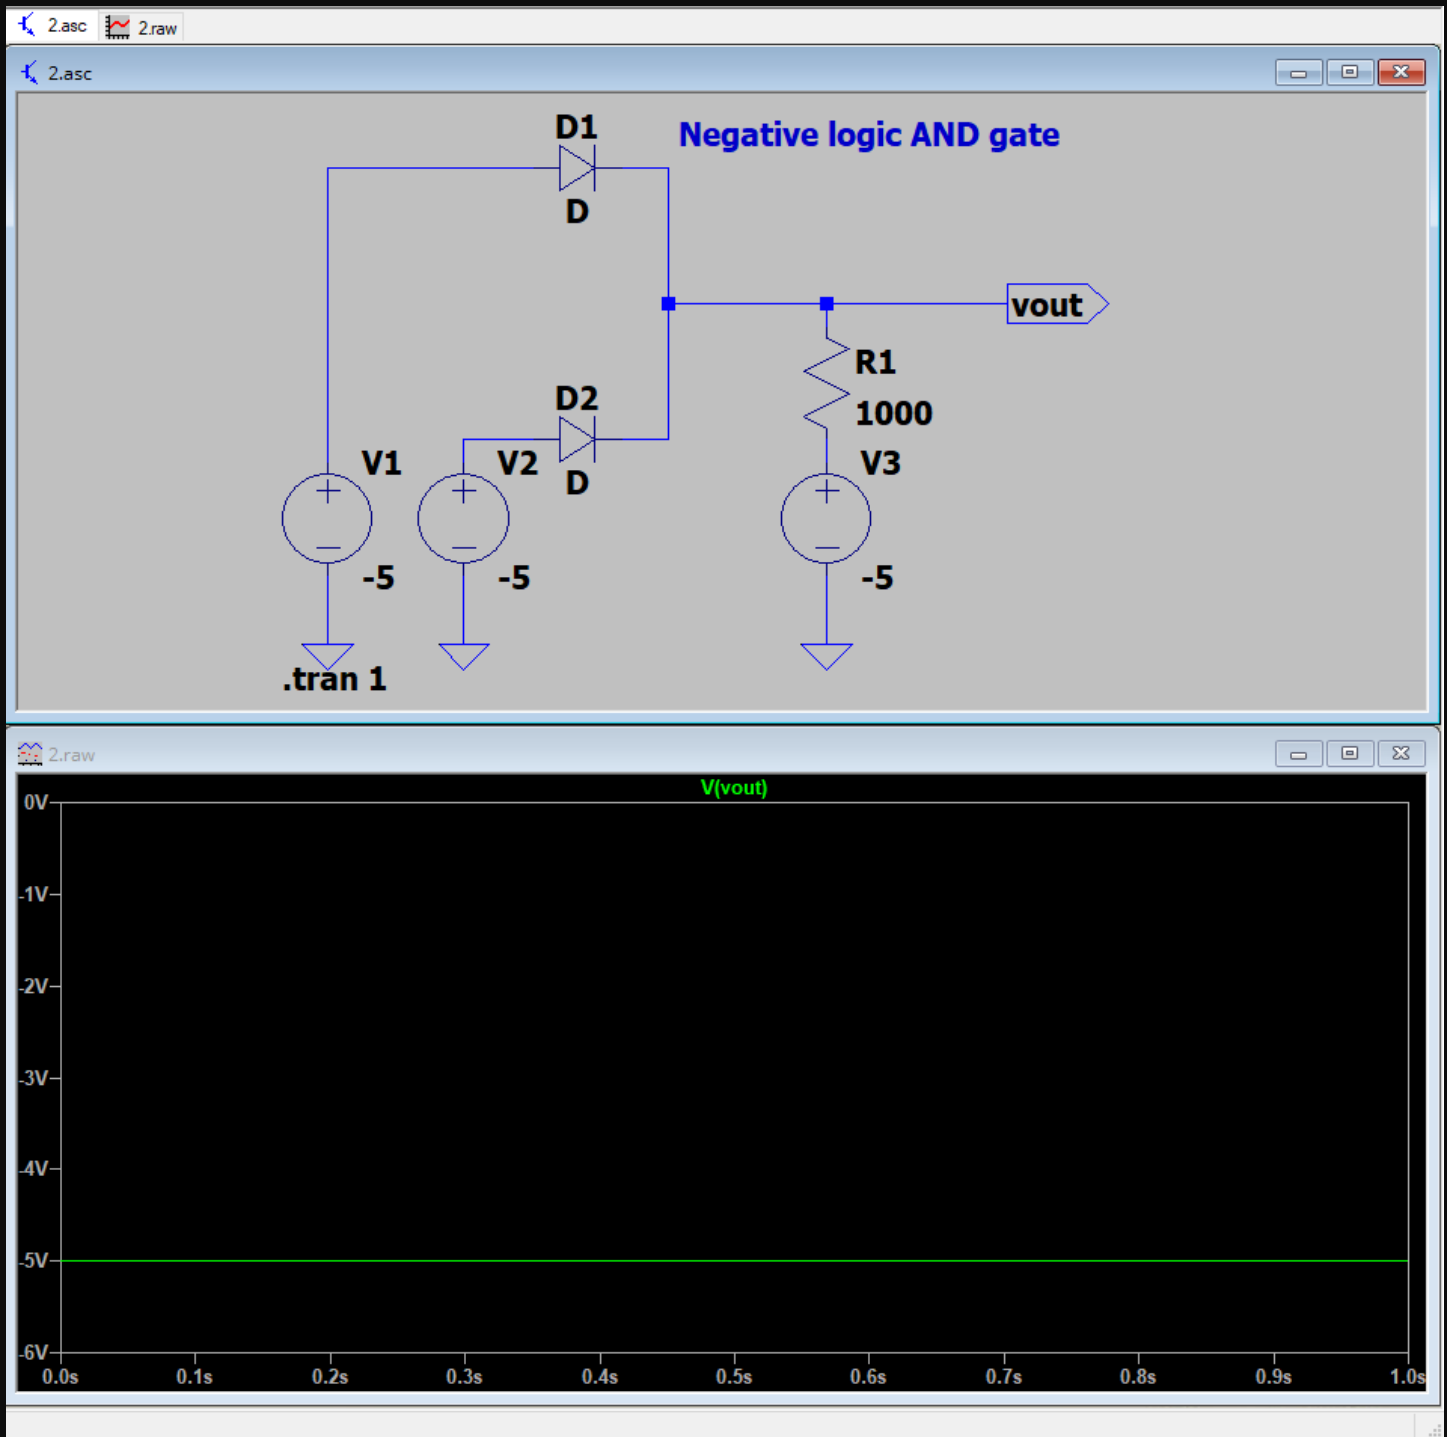 2.asc 2.raw
2.asc
D1
Negative logic AND gate
D
vout
R1
1000
D2
D
V1
V2
V3
-5
-5
-5
.tran 1
2.raw
V(vout)
0V
-1V
-2V
-3V
-4V
-5V
-6V
0.0s 0.1s 0.2s 0.3s 0.4s 0.5s 0.6s 0.7s 0.8s 0.9s 1.0s